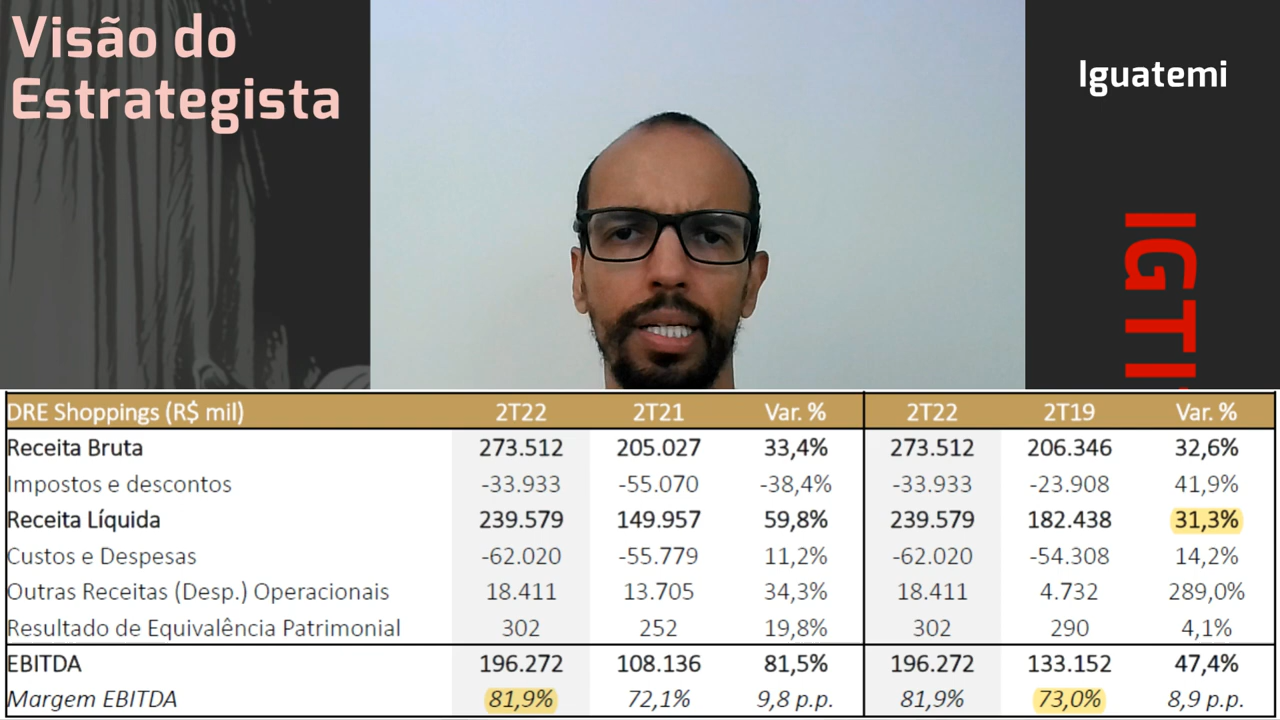 Visão do
Estrategista
Iguatemi
IGTI
DRE Shoppings (R$ mil) 2T22 2T21 Var. % 2T22 2T19 Var. %
Receita Bruta 273.512 205.027 33,4% 273.512 206.346 32,6%
Impostos e descontos -33.933 -55.070 -38,4% -33.933 -23.908 41,9%
Receita Líquida 239.579 149.957 59,8% 239.579 182.438 31,3%
Custos e Despesas -62.020 -55.779 11,2% -62.020 -54.308 14,2%
Outras Receitas (Desp.) Operacionais 18.411 13.705 34,3% 18.411 4.732 289,0%
Resultado de Equivalência Patrimonial 302 252 19,8% 302 290 4,1%
EBITDA 196.272 108.136 81,5% 196.272 133.152 47,4%
Margem EBITDA 81,9% 72,1% 9,8 p.p. 81,9% 73,0% 8,9 p.p.